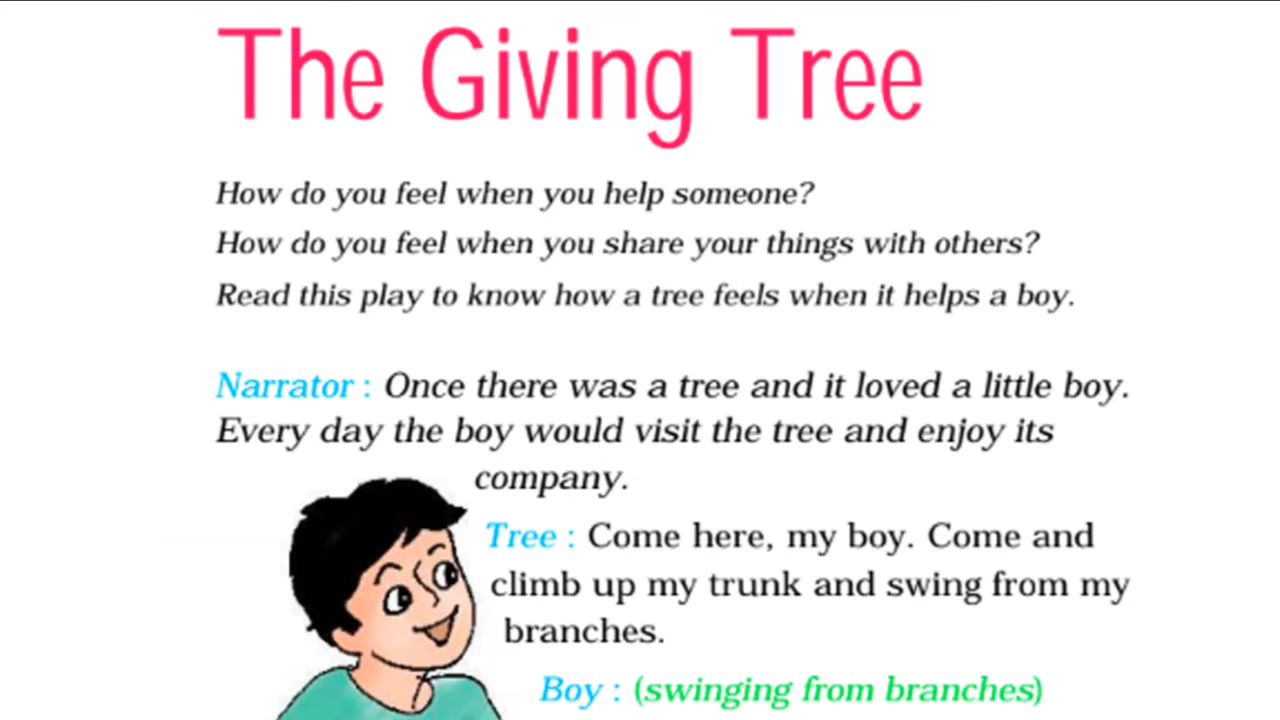 The Giving Tree
How do you feel when you help someone?
How do you feel when you share your things with others?
Read this play to know how a tree feels when it helps a boy.
Narrator : Once there was a tree and it loved a little boy.
Every day the boy would visit the tree and enjoy its
company.
Tree : Come here, my boy. Come and
climb up my trunk and swing from my
branches.
Boy : (swinging from branches)